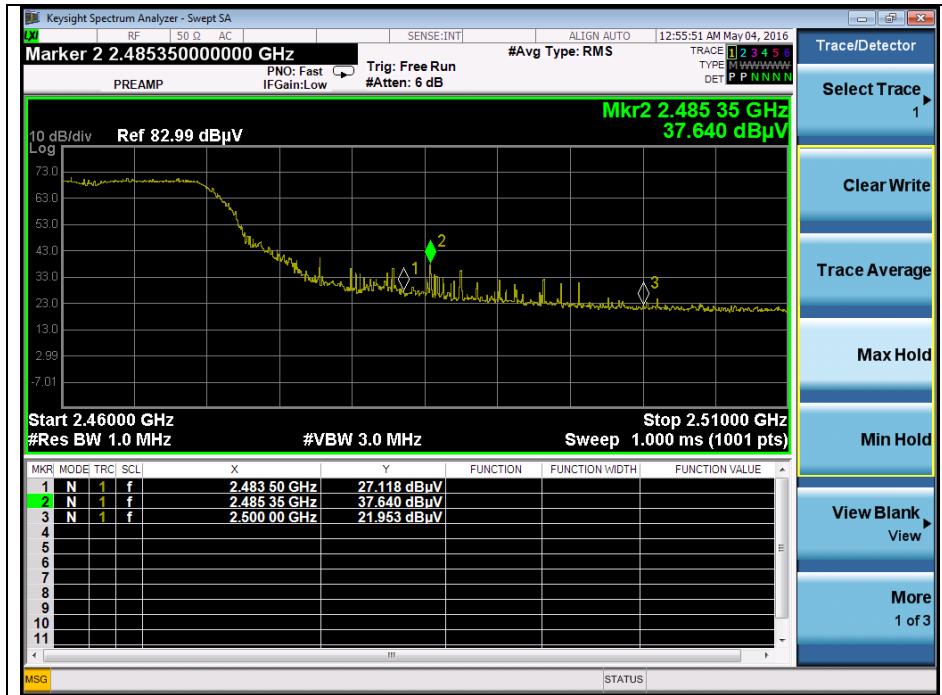 Keysight Spectrum Analyzer - Swept SA
LXI RF 50 Ω AC SENSE:INT ALIGN AUTO 12:55:51 AM May 04, 2016
Marker 2 2.485350000000 GHz
PREAMP
PNO: Fast
IFGain:Low
Trig: Free Run
#Atten: 6 dB
#Avg Type: RMS
TRACE 1 2 3 4 5 6
TYPE M WWWWW
DET P P N N N N
Mkr2 2.485 35 GHz
37.640 dBµV
10 dB/div Ref 82.99 dBµV
Log
73.0
63.0
53.0
43.0
33.0
23.0
13.0
2.99
-7.01
1
2
3
Start 2.46000 GHz Stop 2.51000 GHz
#Res BW 1.0 MHz #VBW 3.0 MHz Sweep 1.000 ms (1001 pts)
MKR MODE TRC SCL X Y FUNCTION FUNCTION WIDTH FUNCTION VALUE
1 N 1 f 2.483 50 GHz 27.118 dBµV
2 N 1 f 2.485 35 GHz 37.640 dBµV
3 N 1 f 2.500 00 GHz 21.953 dBµV
4
5
6
7
8
9
10
11
MSG STATUS
Trace/Detector
Select Trace
1
Clear Write
Trace Average
Max Hold
Min Hold
View Blank
View
More
1 of 3